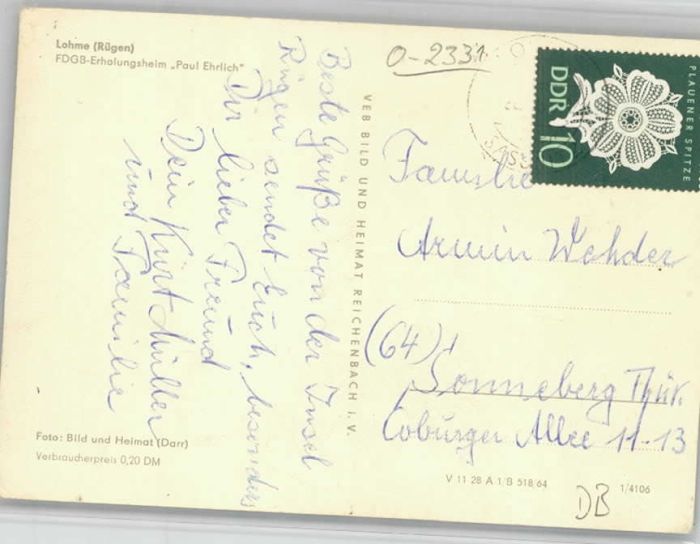 Lohme (Rügen)
FDGB-Erholungsheim „Paul Ehrlich"
O-2331
Beste Grüße von der Insel
Rügen sendet Euch, besonders
Dir lieber Freund
Dein Kurt Müller
und Familie
VEB BILD UND HEIMAT REICHENBACH I. V.
PLAUENER SPITZE
DDR 10
Familie
Armin Wehder
(64)
Sonneberg Thür.
Coburger Allee 11-13
Foto: Bild und Heimat (Darr)
Verbraucherpreis 0,20 DM
V 11 28 A 1 B 518 64
1/4106
DB